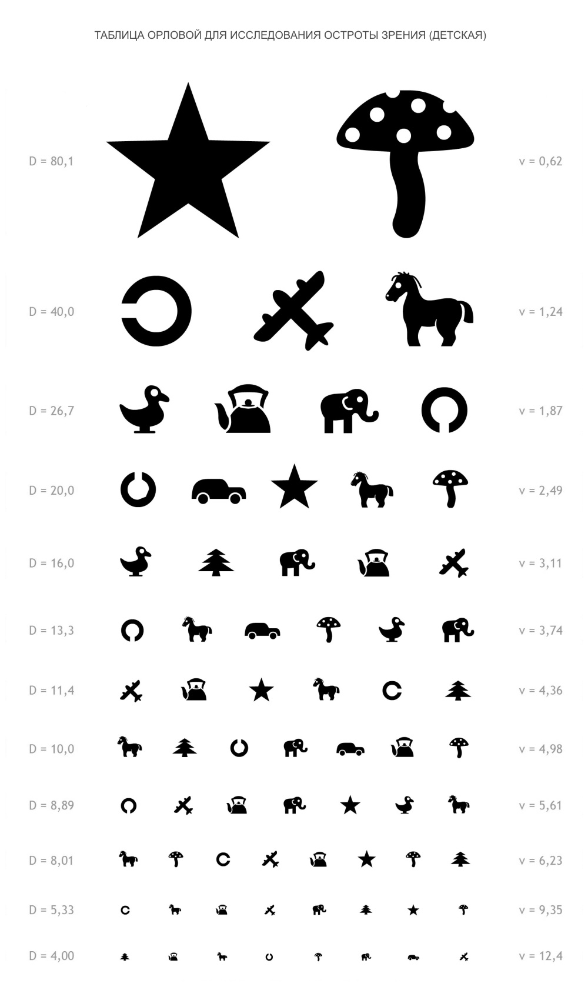 ТАБЛИЦА ОРЛОВОЙ ДЛЯ ИССЛЕДОВАНИЯ ОСТРОТЫ ЗРЕНИЯ (ДЕТСКАЯ)
D = 80,1 v = 0,62
D = 40,0 v = 1,24
D = 26,7 v = 1,87
D = 20,0 v = 2,49
D = 16,0 v = 3,11
D = 13,3 v = 3,74
D = 11,4 v = 4,36
D = 10,0 v = 4,98
D = 8,89 v = 5,61
D = 8,01 v = 6,23
D = 5,33 v = 9,35
D = 4,00 v = 12,4